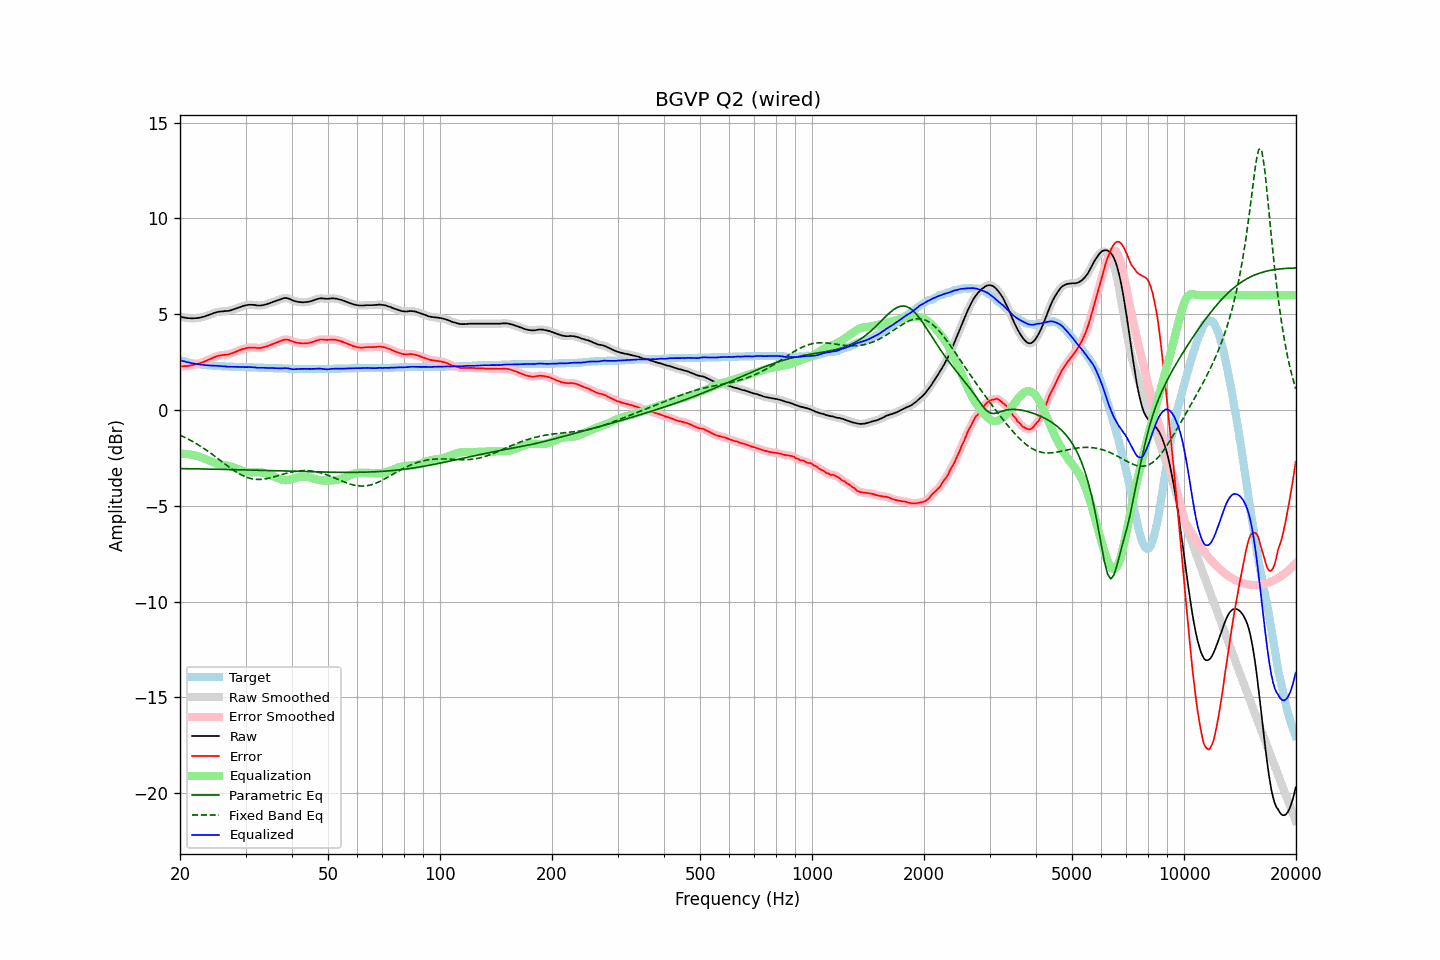 BGVP Q2 (wired)
Amplitude (dBr)
15
10
5
0
−5
−10
−15
−20
Target
Raw Smoothed
Error Smoothed
Raw
Error
Equalization
Parametric Eq
Fixed Band Eq
Equalized
20 50 100 200 500 1000 2000 5000 10000 20000
Frequency (Hz)